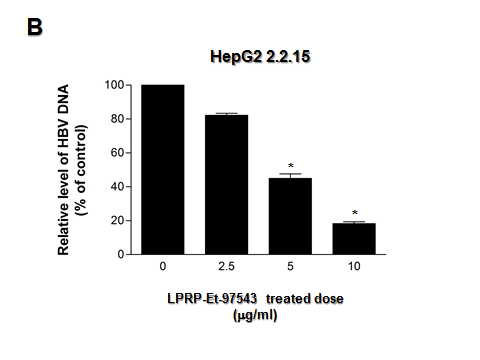 B
HepG2 2.2.15
Relative level of HBV DNA
(% of control)
100
80
60
40
20
0
*
*
0 2.5 5 10
LPRP-Et-97543 treated dose
(μg/ml)